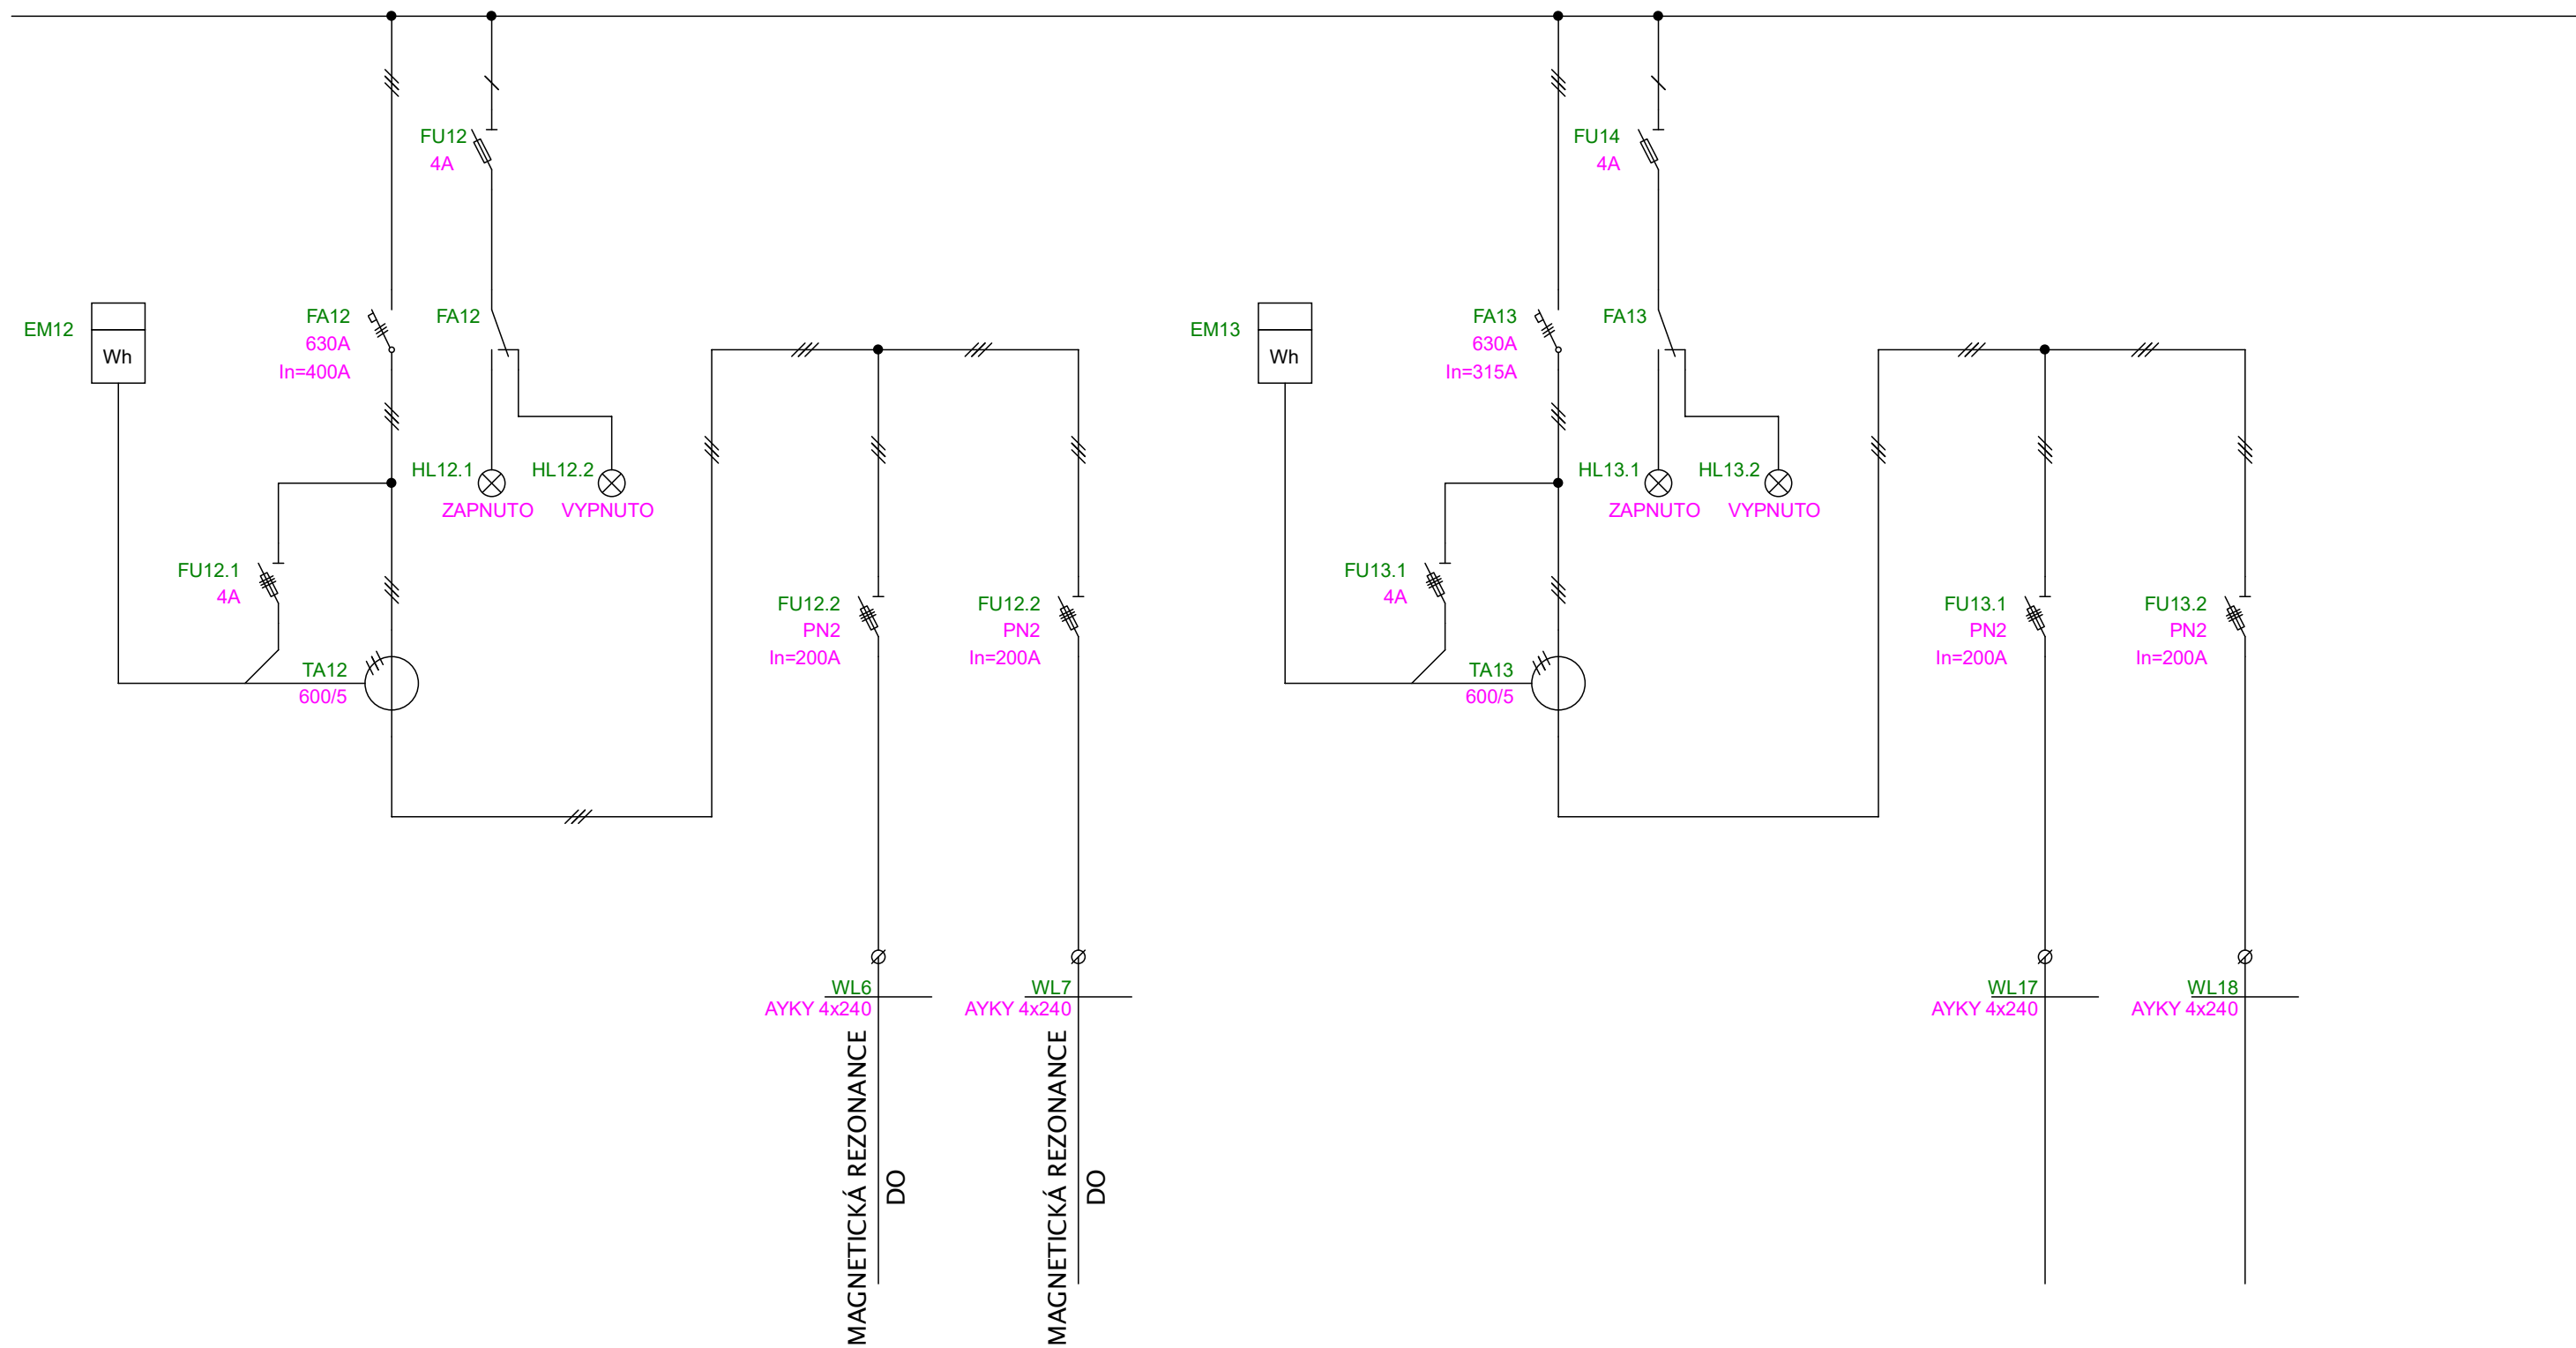 FU12
4A
EM12
Wh
FA12
630A
In=400A
FA12
HL12.1
ZAPNUTO
HL12.2
VYPNUTO
FU12.1
4A
TA12
600/5
FU12.2
PN2
In=200A
FU12.2
PN2
In=200A
WL6
AYKY 4x240
MAGNETICKÁ REZONANCE
DO
WL7
AYKY 4x240
MAGNETICKÁ REZONANCE
DO
FU14
4A
EM13
Wh
FA13
630A
In=315A
FA13
HL13.1
ZAPNUTO
HL13.2
VYPNUTO
FU13.1
4A
TA13
600/5
FU13.1
PN2
In=200A
FU13.2
PN2
In=200A
WL17
AYKY 4x240
WL18
AYKY 4x240